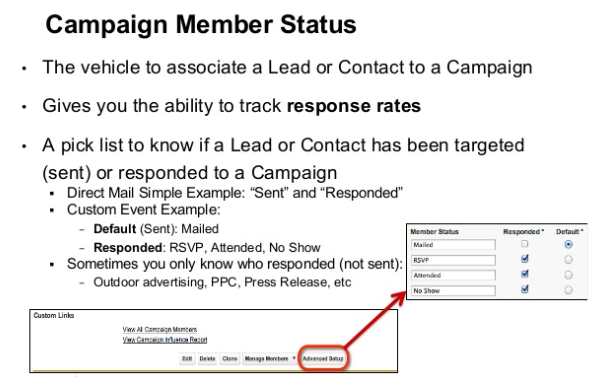 Campaign Member Status
• The vehicle to associate a Lead or Contact to a Campaign
• Gives you the ability to track response rates
• A pick list to know if a Lead or Contact has been targeted
(sent) or responded to a Campaign
▪ Direct Mail Simple Example: “Sent” and “Responded”
▪ Custom Event Example:
– Default (Sent): Mailed
– Responded: RSVP, Attended, No Show
▪ Sometimes you only know who responded (not sent):
– Outdoor advertising, PPC, Press Release, etc
Member Status Responded * Default *
Mailed
RSVP
Attended
No Show
Custom Links
View All Campaign Members
View Campaign Influence Report
Edit Delete Clone Manage Members ▼ Advanced Setup